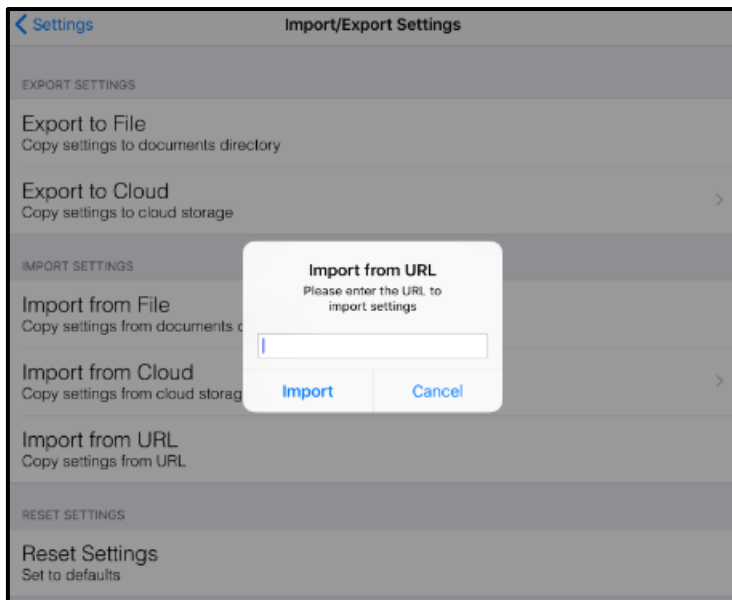 Settings
Import/Export Settings
EXPORT SETTINGS
Export to File
Copy settings to documents directory
Export to Cloud
Copy settings to cloud storage
IMPORT SETTINGS
Import from File
Copy settings from documents
Import from Cloud
Copy settings from cloud
Import from URL
Copy settings from URL
RESET SETTINGS
Reset Settings
Set to defaults
Import from URL
Please enter the URL to
import settings
Import
Cancel